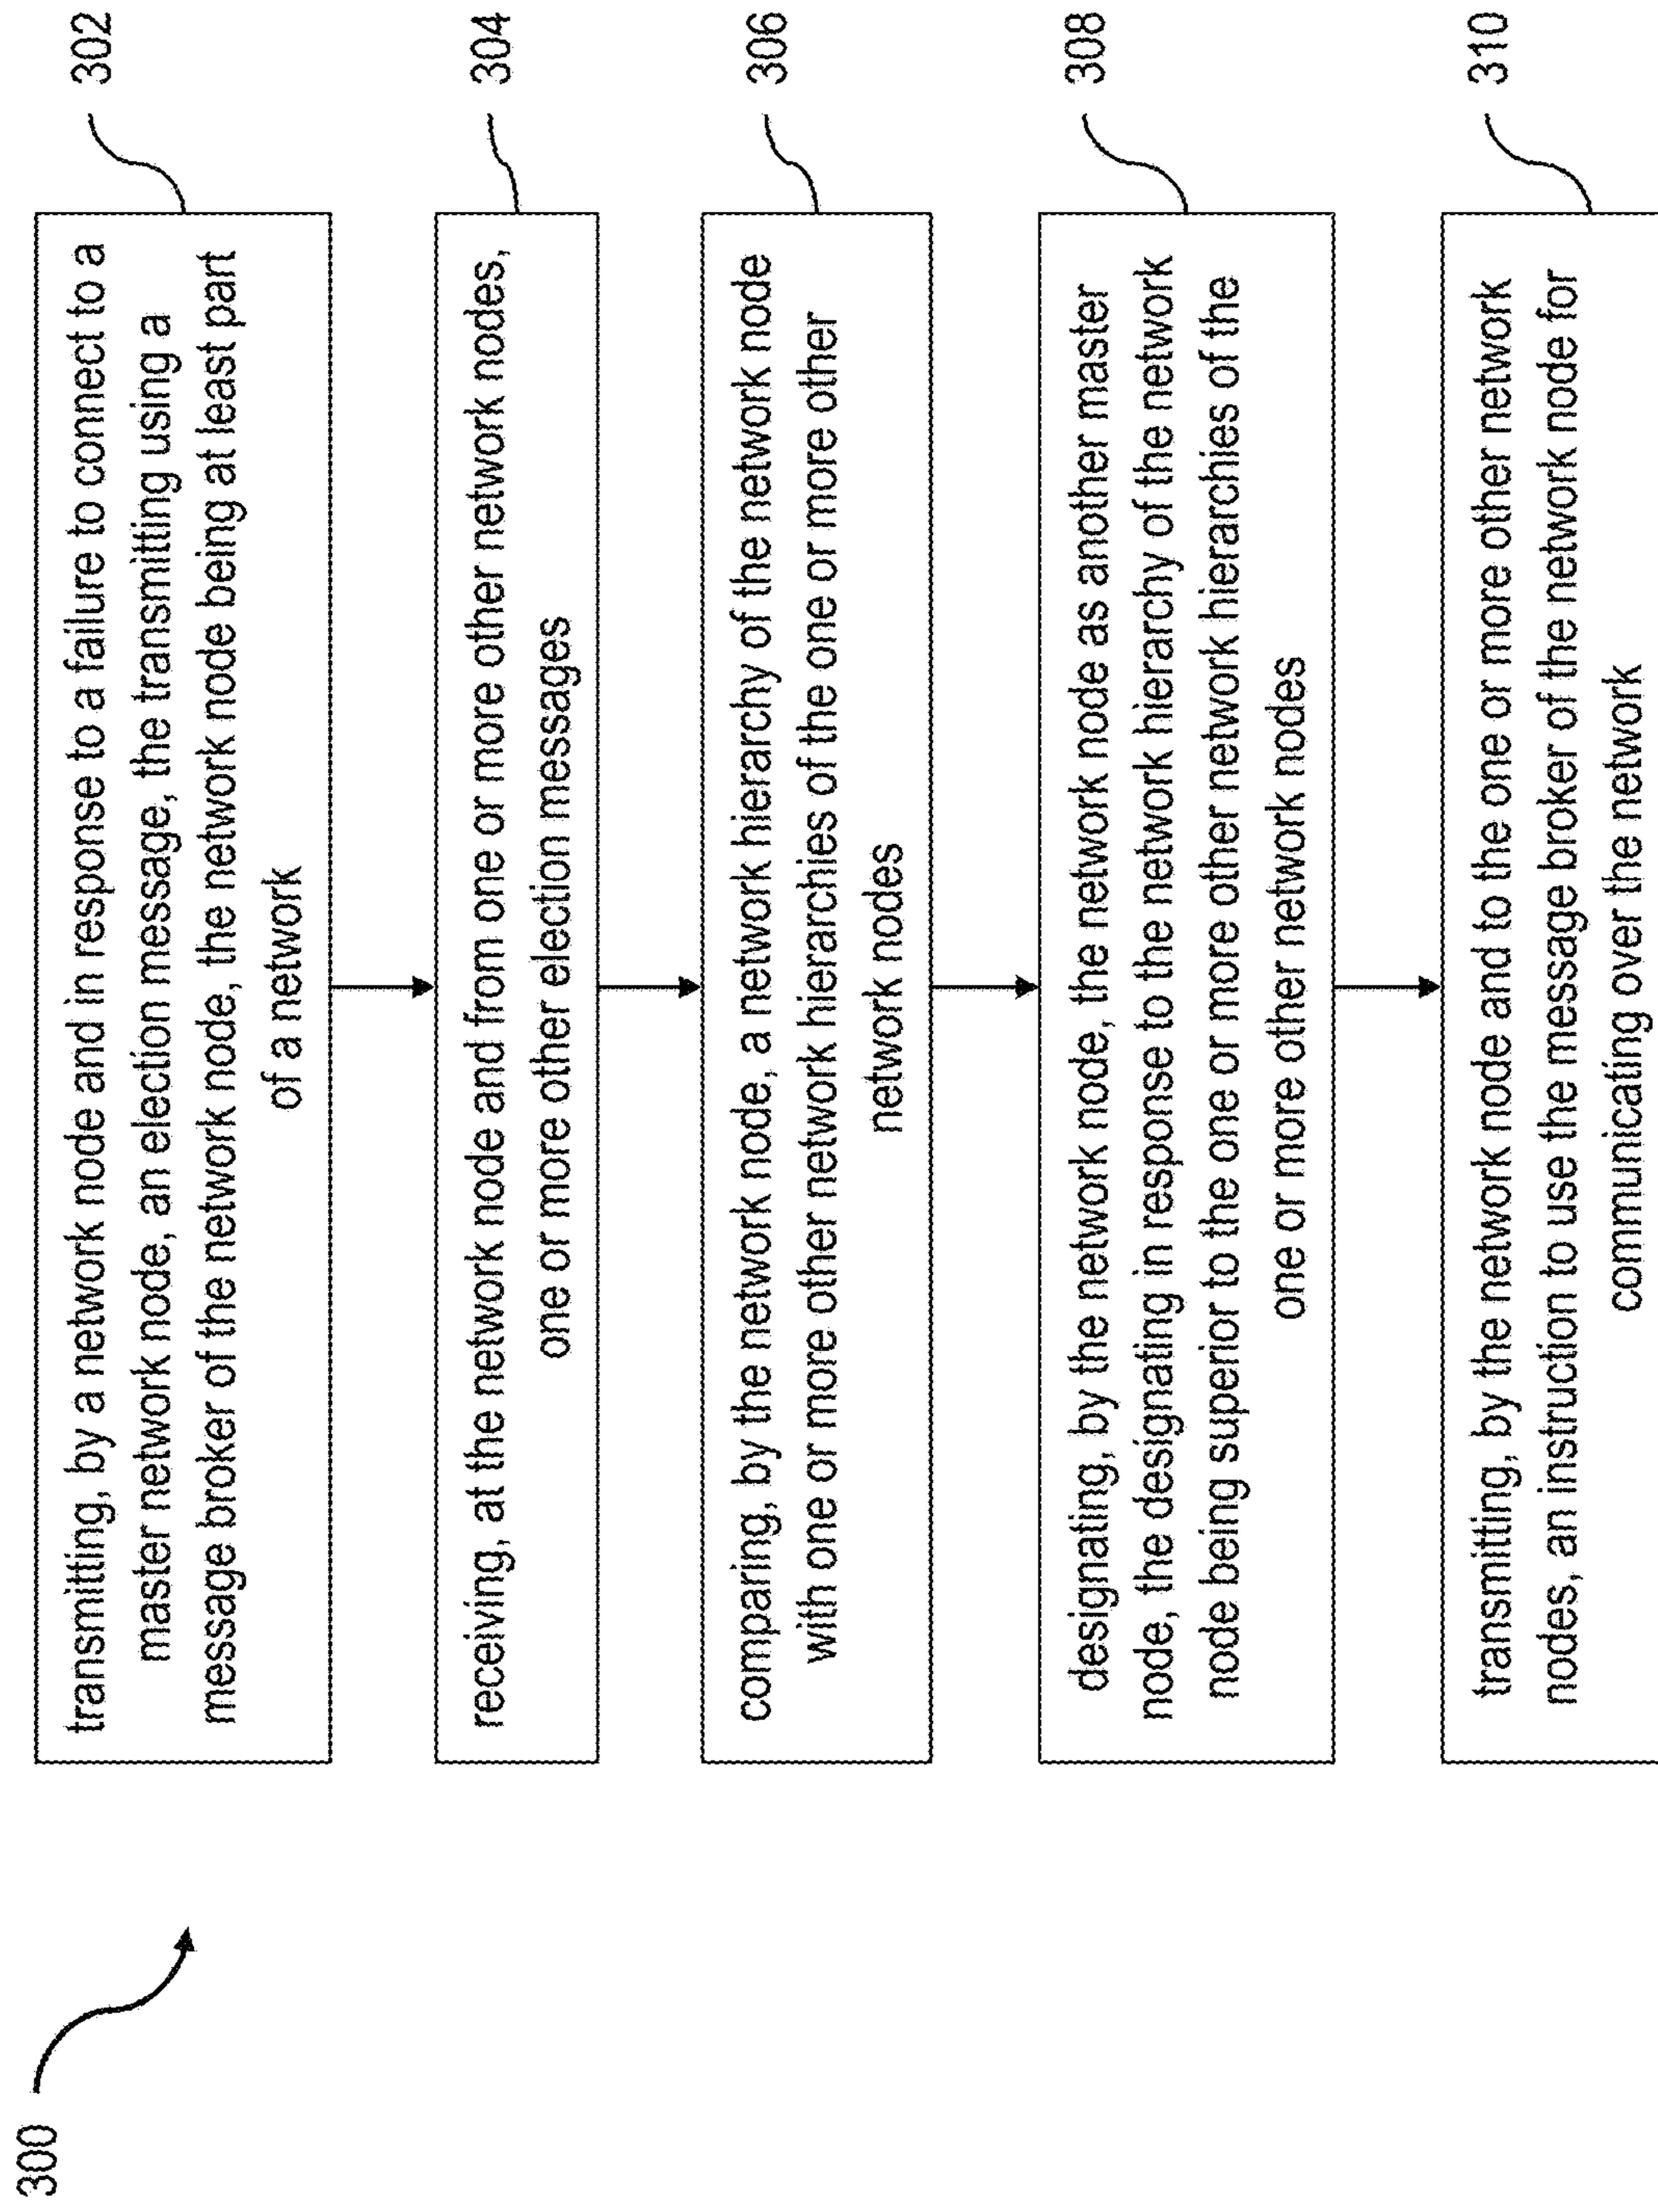 300
transmitting, by a network node and in response to a failure to connect to a
master network node, an election message, the transmitting using a
message broker of the network node, the network node being at least part
of a network
302
receiving, at the network node and from one or more other network nodes,
one or more other election messages
304
comparing, by the network node, a network hierarchy of the network node
with one or more other network hierarchies of the one or more other
network nodes
306
designating, by the network node, the network node as another master
node, the designating in response to the network hierarchy of the network
node being superior to the one or more other network hierarchies of the
one or more other network nodes
308
transmitting, by the network node and to the one or more other network
nodes, an instruction to use the message broker of the network node for
communicating over the network
310